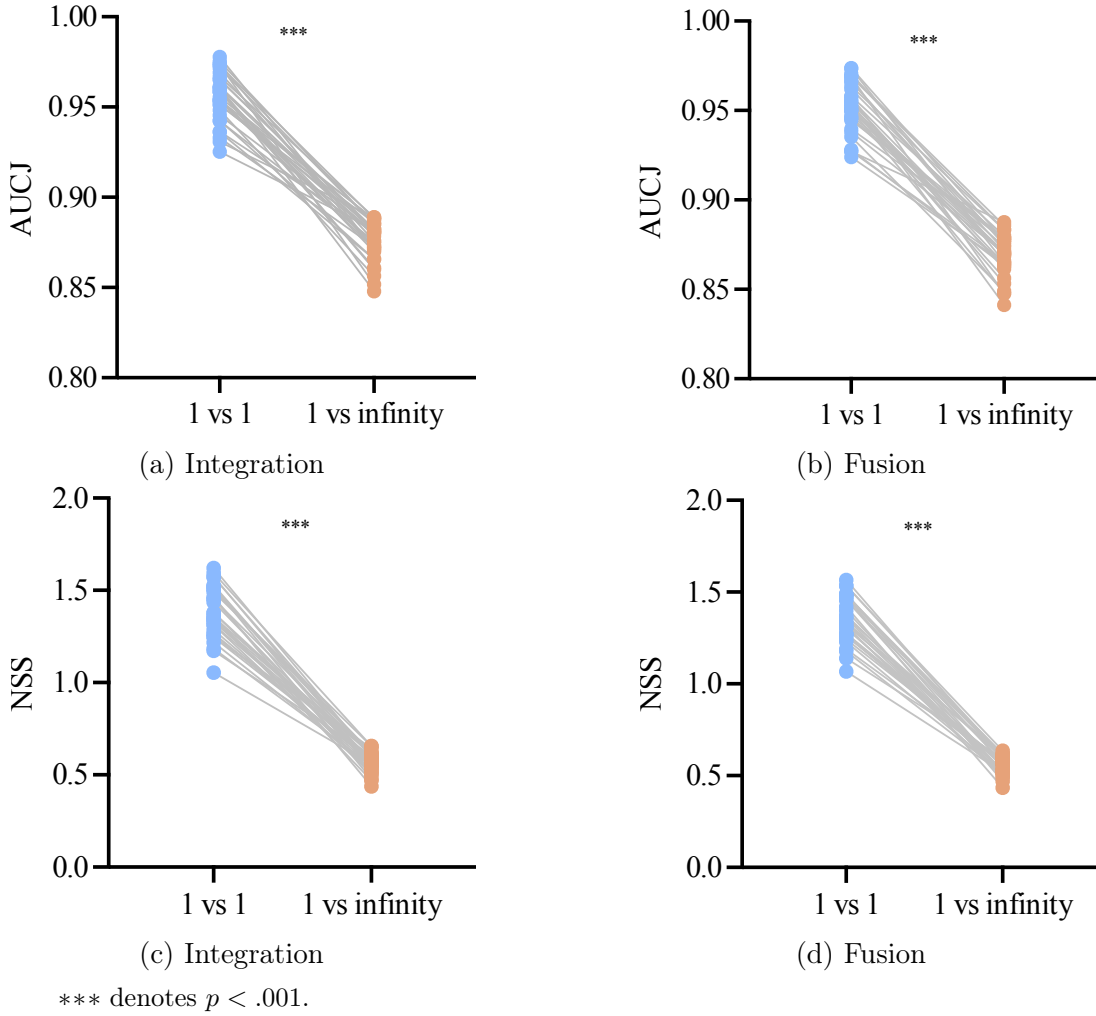 1.00
0.95
0.90
0.85
0.80
AUCJ
***
1 vs 1 1 vs infinity
(a) Integration
1.00
0.95
0.90
0.85
0.80
AUCJ
***
1 vs 1 1 vs infinity
(b) Fusion
2.0
1.5
1.0
0.5
0.0
NSS
***
1 vs 1 1 vs infinity
(c) Integration
2.0
1.5
1.0
0.5
0.0
NSS
***
1 vs 1 1 vs infinity
(d) Fusion
*** denotes p < .001.